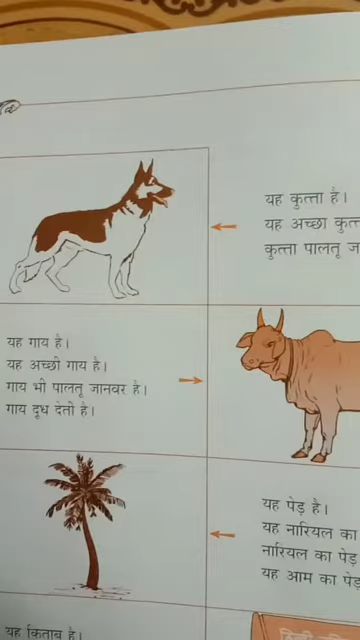 यह कुत्ता है।
यह अच्छा
कुत्ता पालतू
यह गाय है।
यह अच्छी गाय है।
गाय भी पालतू जानवर है।
गाय दूध देती है।
यह पेड़ है।
यह नारियल का
नारियल का पेड़
यह आम का पेड़
यह किताब है।